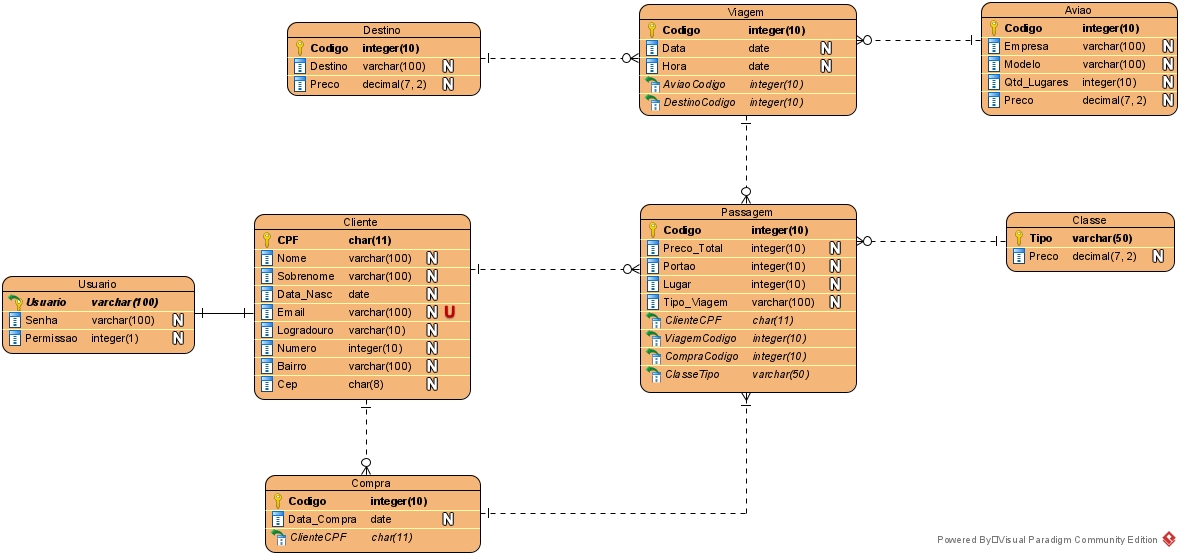 Destino
Codigo integer(10)
Destino varchar(100) N
Preco decimal(7, 2) N
Viagem
Codigo integer(10)
Data date N
Hora date N
AviaoCodigo integer(10)
DestinoCodigo integer(10)
Aviao
Codigo integer(10)
Empresa varchar(100) N
Modelo varchar(100) N
Qtd_Lugares integer(10) N
Preco decimal(7, 2) N
Usuario
Usuario varchar(100)
Senha varchar(100) N
Permissao integer(1) N
Cliente
CPF char(11)
Nome varchar(100) N
Sobrenome varchar(100) N
Data_Nasc date N
Email varchar(100) N U
Logradouro varchar(10) N
Numero integer(10) N
Bairro varchar(100) N
Cep char(8) N
Passagem
Codigo integer(10)
Preco_Total integer(10) N
Portao integer(10) N
Lugar integer(10) N
Tipo_Viagem varchar(100) N
ClienteCPF char(11)
ViagemCodigo integer(10)
CompraCodigo integer(10)
ClasseTipo varchar(50)
Classe
Tipo varchar(50)
Preco decimal(7, 2) N
Compra
Codigo integer(10)
Data_Compra date N
ClienteCPF char(11)
Powered By□Visual Paradigm Community Edition